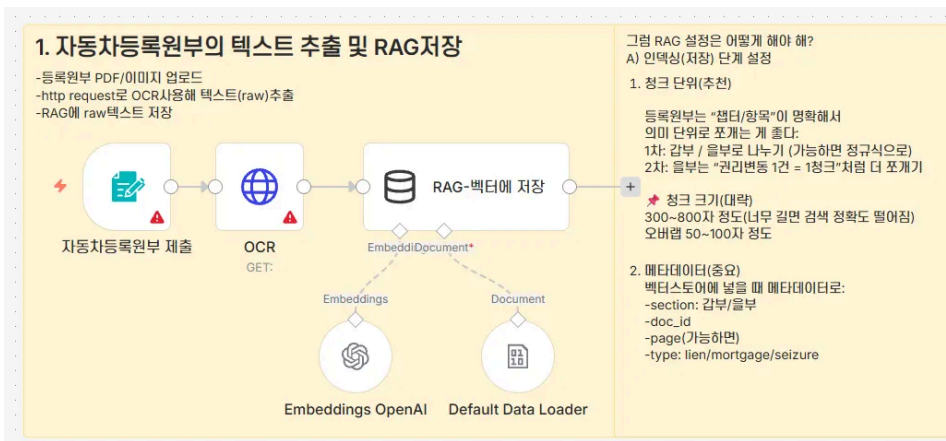 1. 자동차등록원부의 텍스트 추출 및 RAG저장
-등록원부 PDF/이미지 업로드
-http request로 OCR사용해 텍스트(raw)추출
-RAG에 raw텍스트 저장
자동차등록원부 제출
OCR
GET:
RAG-벡터에 저장
EmbeddiDocument*
Embeddings
Document
Embeddings OpenAI
Default Data Loader
그럼 RAG 설정은 어떻게 해야 해?
A) 인덱싱(저장) 단계 설정
1. 청크 단위(추천)
등록원부는 “챕터/항목”이 명확해서
의미 단위로 쪼개는 게 좋다:
1차: 갑부 / 을부로 나누기 (가능하면 정규식으로)
2차: 을부는 “권리변동 1건 = 1청크”처럼 더 쪼개기
📌 청크 크기(대략)
300~800자 정도(너무 길면 검색 정확도 떨어짐)
오버랩 50~100자 정도
2. 메타데이터(중요)
벡터스토어에 넣을 때 메타데이터로:
-section: 갑부/을부
-doc_id
-page(가능하면)
-type: lien/mortgage/seizure